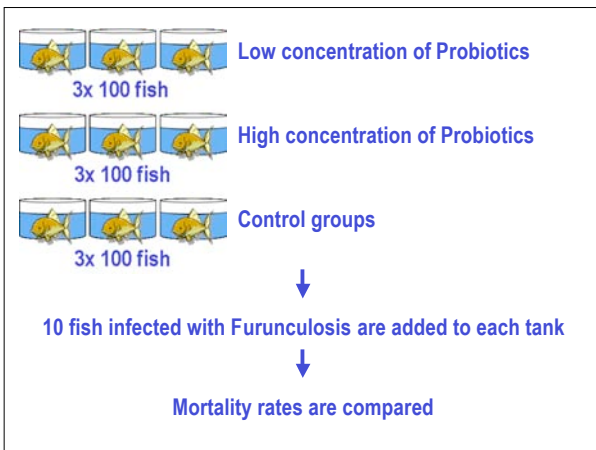 Low concentration of Probiotics
3x 100 fish
High concentration of Probiotics
3x 100 fish
Control groups
3x 100 fish
10 fish infected with Furunculosis are added to each tank
Mortality rates are compared